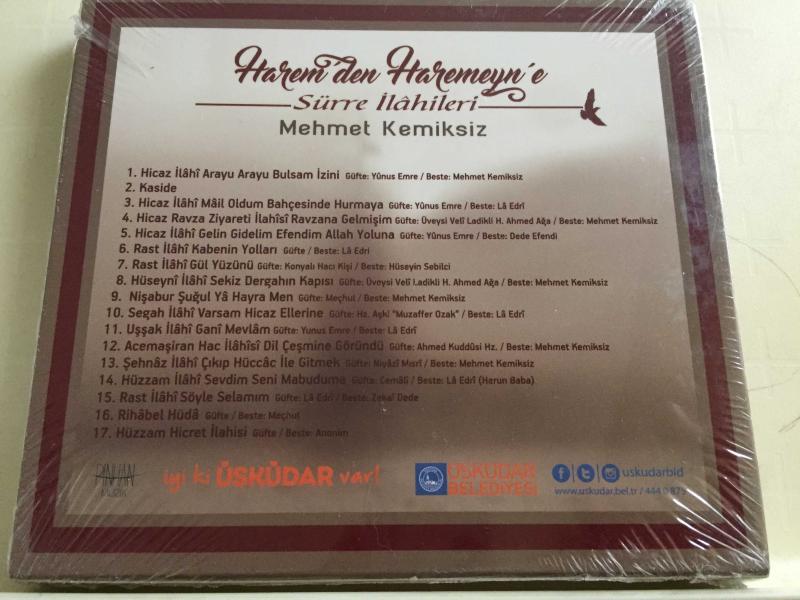 Harem'den Haremeyn'e
Sürre İlâhileri
Mehmet Kemiksiz
1. Hicaz İlâhî Arayu Arayu Bulsam İzini Güfte: Yûnus Emre / Beste: Mehmet Kemiksiz
2. Kaside
3. Hicaz İlâhî Mâil Oldum Bahçesinde Hurmaya Güfte: Yûnus Emre / Beste: Lâ Edrî
4. Hicaz Ravza Ziyareti İlahîsi Ravzana Gelmişim Güfte: Üveysi Velî Ladikli H. Ahmed Ağa / Beste: Mehmet Kemiksiz
5. Hicaz İlâhî Gelin Gidelim Efendim Allah Yoluna Güfte: Yûnus Emre / Beste: Dede Efendi
6. Rast İlâhî Kabenin Yolları Güfte / Beste: Lâ Edri
7. Rast İlâhî Gül Yüzünü Güfte: Konyalı Hacı Kişi / Beste: Hüseyin Sebilci
8. Hüseynî İlâhî Sekiz Dergahın Kapısı Güfte: Üveysi Velî Ladikli H. Ahmed Ağa / Beste: Mehmet Kemiksiz
9. Nişabur Şuğul Yâ Hayra Men Güfte: Meçhul / Beste: Mehmet Kemiksiz
10. Segah İlâhî Varsam Hicaz Ellerine Güfte: Hz. Aşkî "Muzaffer Ozak" / Beste: Lâ Edrî
11. Uşşak İlâhî Ganî Mevlâm Güfte: Yunus Emre / Beste: Lâ Edrî
12. Acemaşiran Hac İlâhîsi Dil Çeşmine Göründü Güfte: Ahmed Kuddûsi Hz. / Beste: Mehmet Kemiksiz
13. Şehnâz İlâhî Çıkıp Hüccâc İle Gitmek Güfte: Niyâzî Mısrî / Beste: Mehmet Kemiksiz
14. Hüzzam İlâhî Sevdim Seni Mabuduma Güfte: Cemâlî / Beste: Lâ Edrî (Harun Baba)
15. Rast İlâhî Söyle Selamım Güfte: Lâ Edrî / Beste: Zekaî Dede
16. Rihâbel Hüdâ Güfte / Beste: Meçhul
17. Hüzzam Hicret İlahisi Güfte / Beste: Anonim
iyi ki ÜSKÜDAR var!
ÜSKÜDAR
BELEDİYESİ
uskudarbld
www.uskudar.bel.tr / 444 0 875